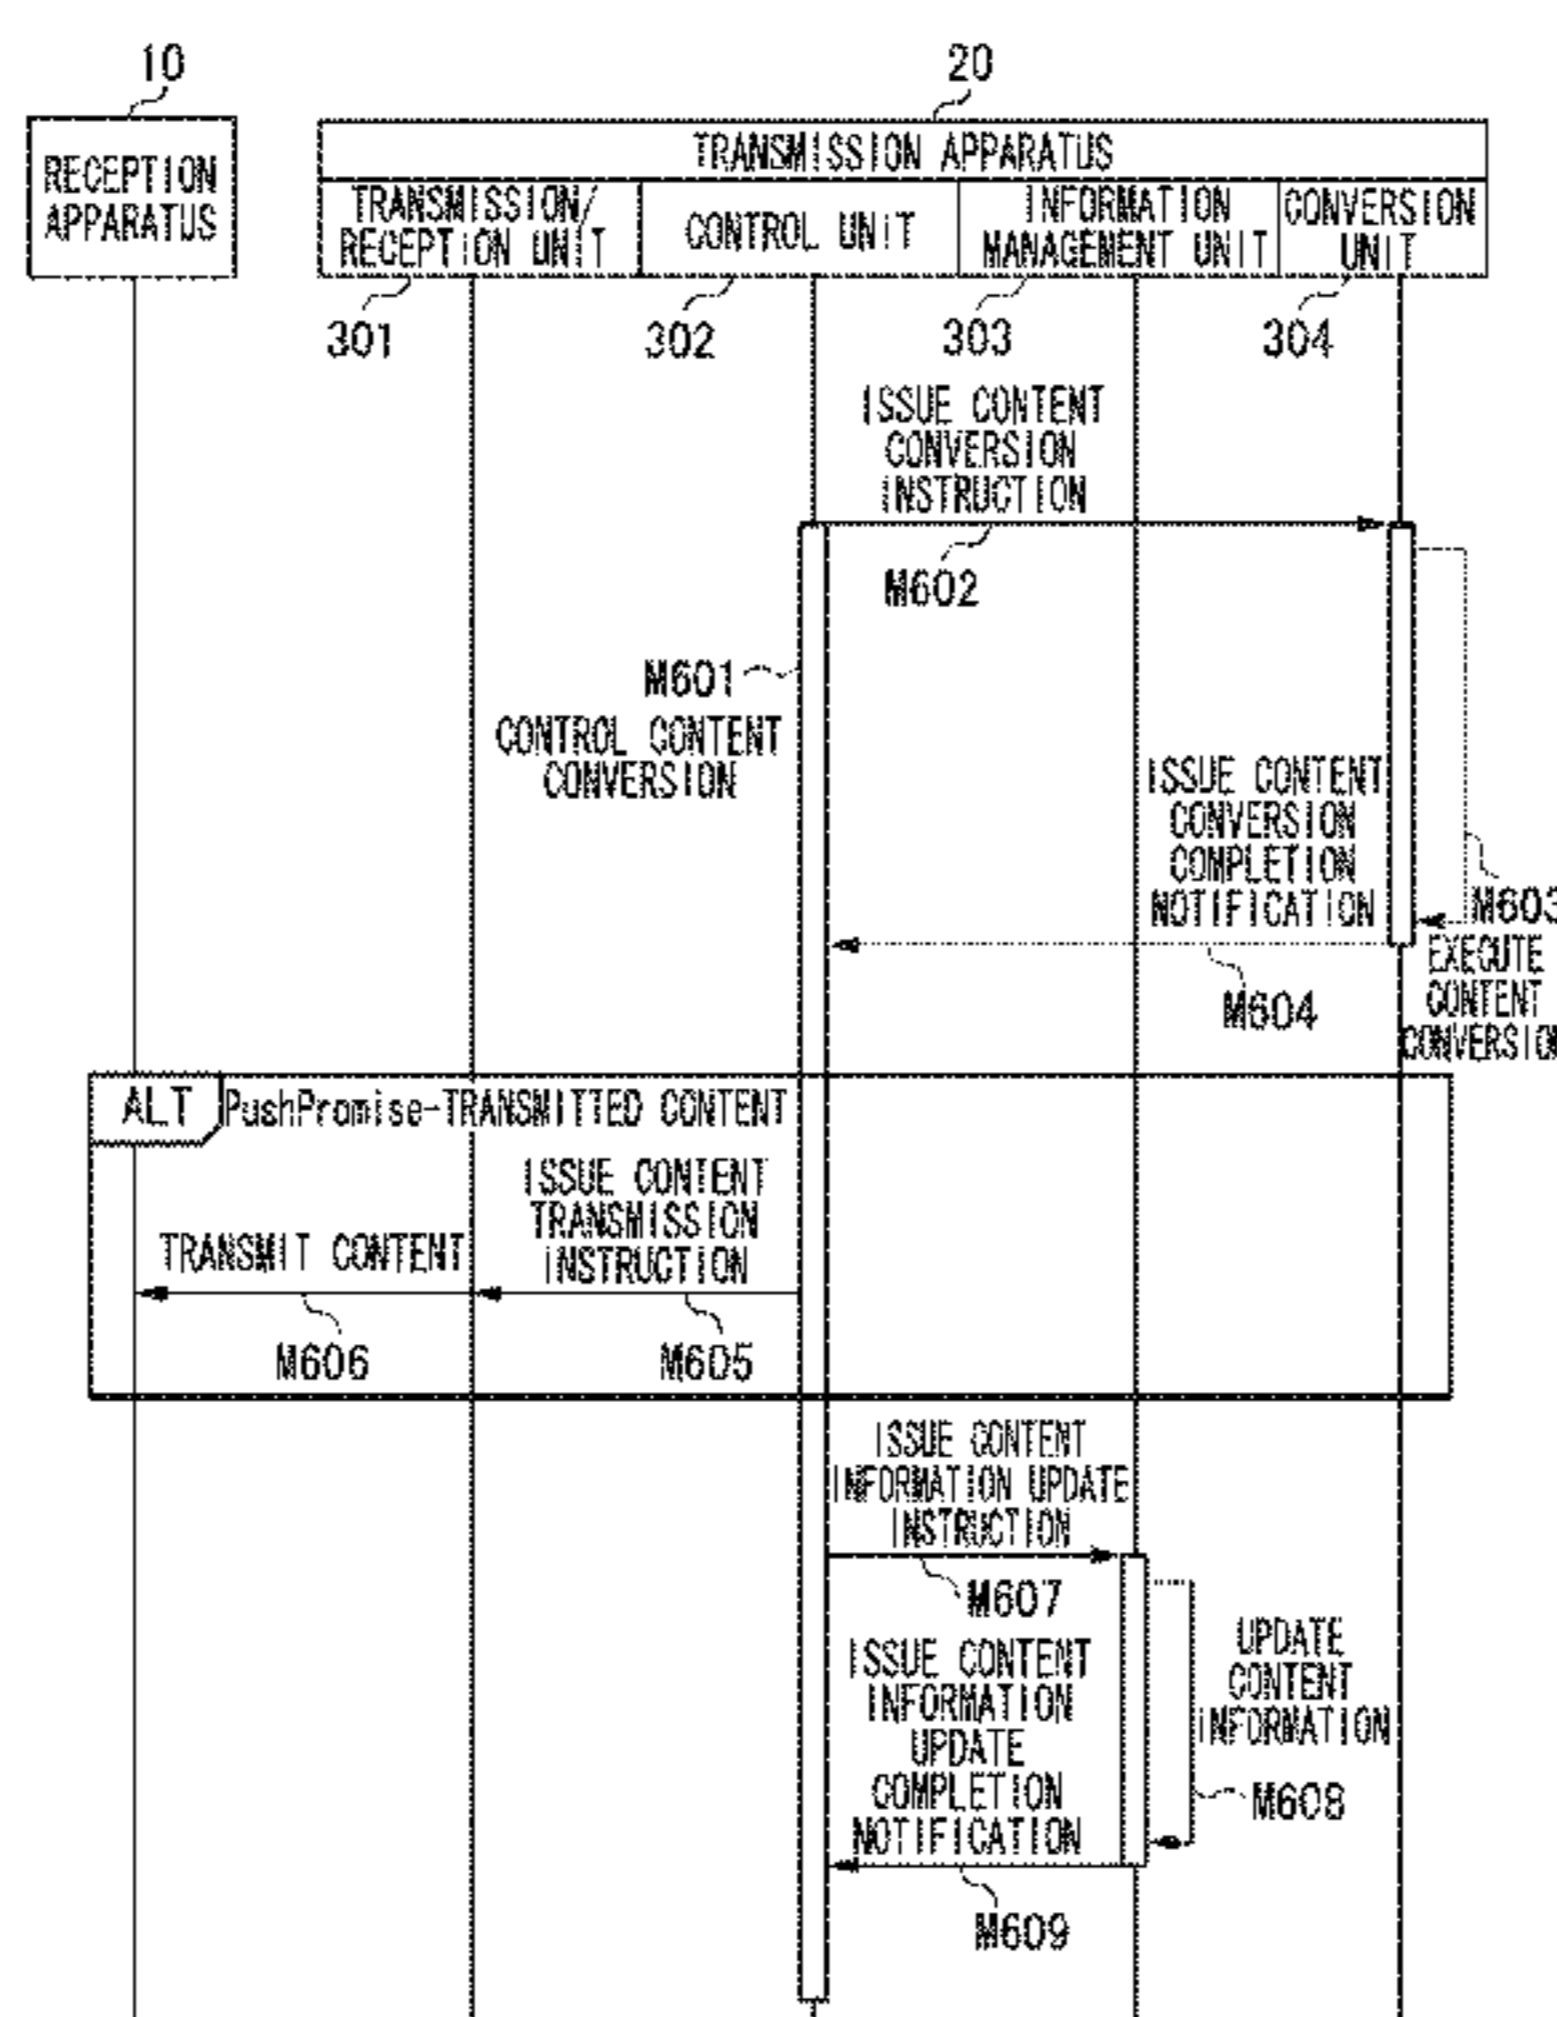 10
20
RECEPTION
APPARATUS
TRANSMISSION APPARATUS
TRANSMISSION/
RECEPTION UNIT
CONTROL UNIT
INFORMATION
MANAGEMENT UNIT
CONVERSION
UNIT
301
302
303
304
ISSUE CONTENT
CONVERSION
INSTRUCTION
M602
M601
CONTROL CONTENT
CONVERSION
ISSUE CONTENT
CONVERSION
COMPLETION
NOTIFICATION
M603
EXECUTE
CONTENT
CONVERSION
M604
ALT
PushPromise-TRANSMITTED CONTENT
ISSUE CONTENT
TRANSMISSION
INSTRUCTION
TRANSMIT CONTENT
M606
M605
ISSUE CONTENT
INFORMATION UPDATE
INSTRUCTION
M607
UPDATE
CONTENT
INFORMATION
M608
ISSUE CONTENT
INFORMATION
UPDATE
COMPLETION
NOTIFICATION
M609